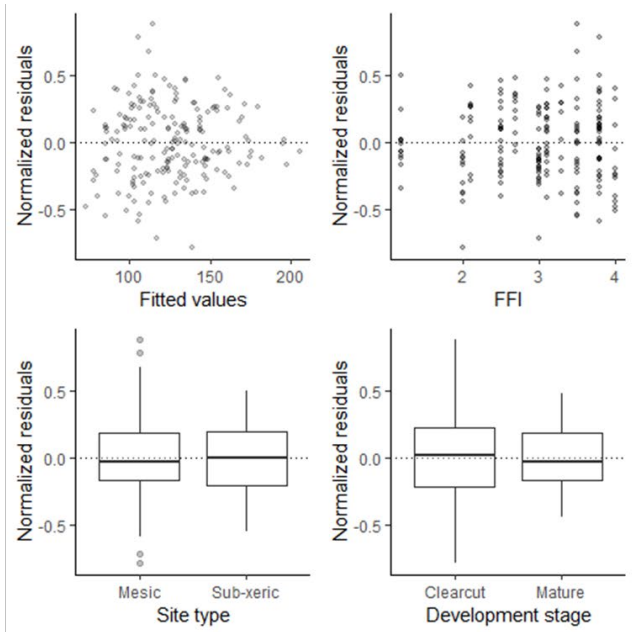 Normalized residuals
0.5
0.0
-0.5
100 150 200
Fitted values
Normalized residuals
0.5
0.0
-0.5
2 3 4
FFI
Normalized residuals
0.5
0.0
-0.5
Mesic Sub-xeric
Site type
Normalized residuals
0.5
0.0
-0.5
Clearcut Mature
Development stage